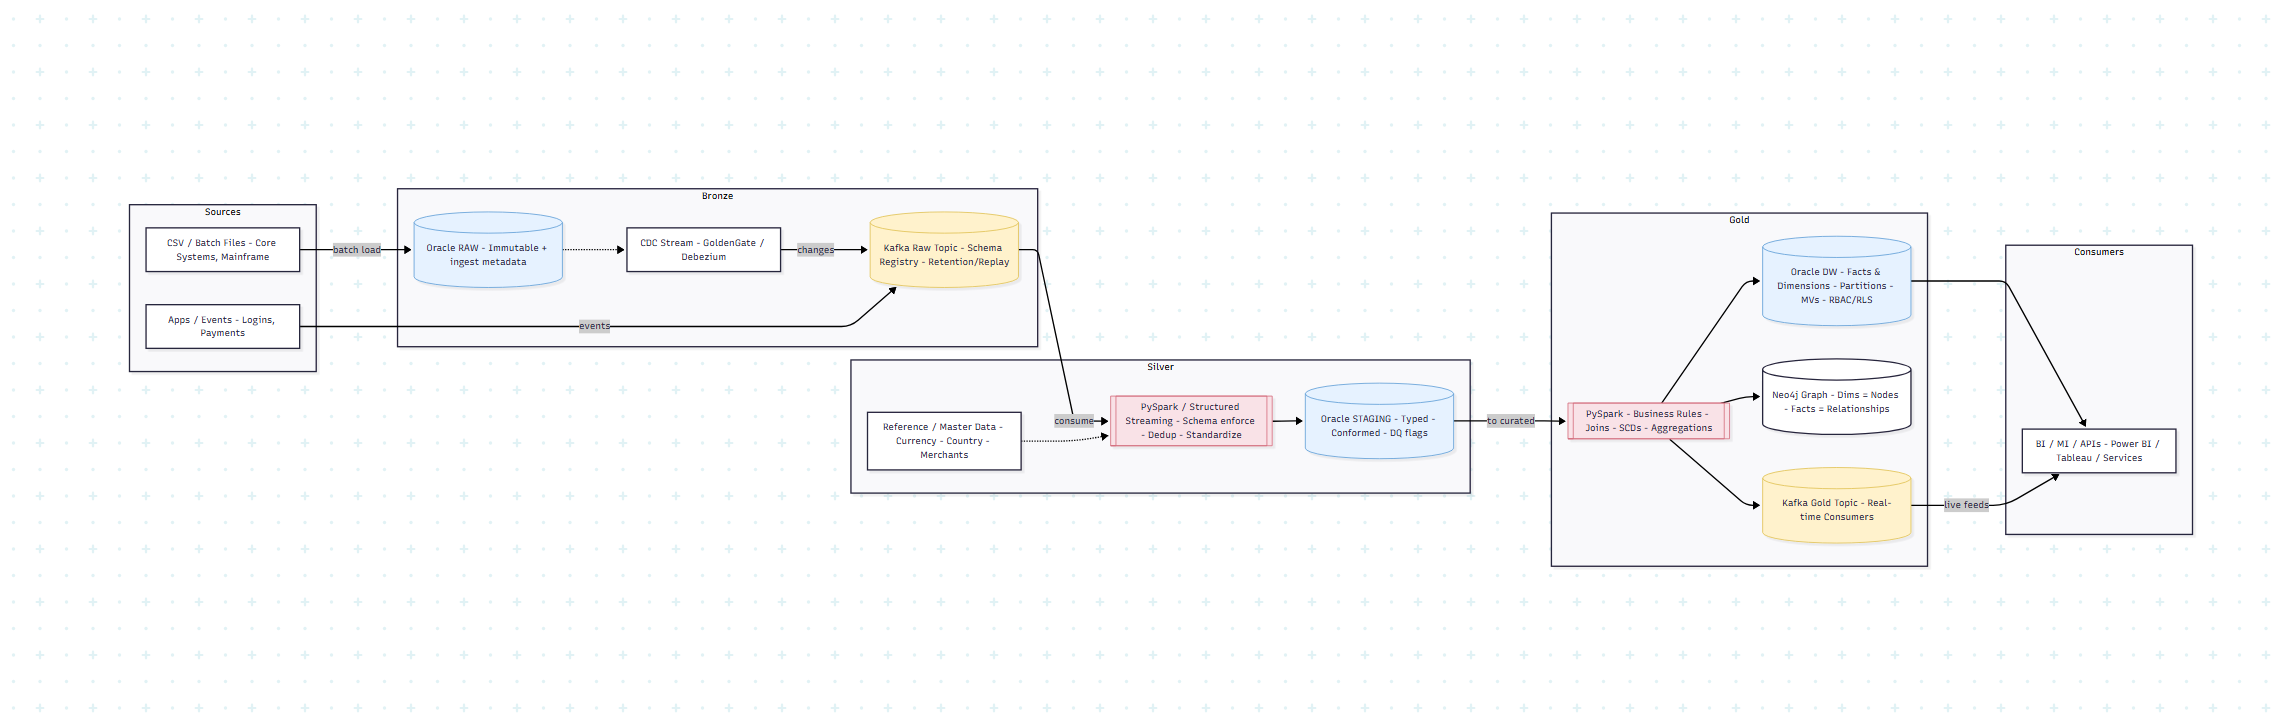 Sources
CSV / Batch Files - Core
Systems, Mainframe
Apps / Events - Logins,
Payments
batch load
events
Bronze
Oracle RAW - Immutable +
ingest metadata
CDC Stream - GoldenGate /
Debezium
changes
Kafka Raw Topic - Schema
Registry - Retention/Replay
Silver
Reference / Master Data -
Currency - Country -
Merchants
consume
PySpark / Structured
Streaming - Schema enforce
- Dedup - Standardize
Oracle STAGING - Typed -
Conformed - DQ flags
to curated
Gold
PySpark - Business Rules -
Joins - SCDs - Aggregations
Oracle DW - Facts &
Dimensions - Partitions -
MVs - RBAC/RLS
Neo4j Graph - Dims = Nodes
- Facts = Relationships
Kafka Gold Topic - Real-
time Consumers
live feeds
Consumers
BI / MI / APIs - Power BI /
Tableau / Services